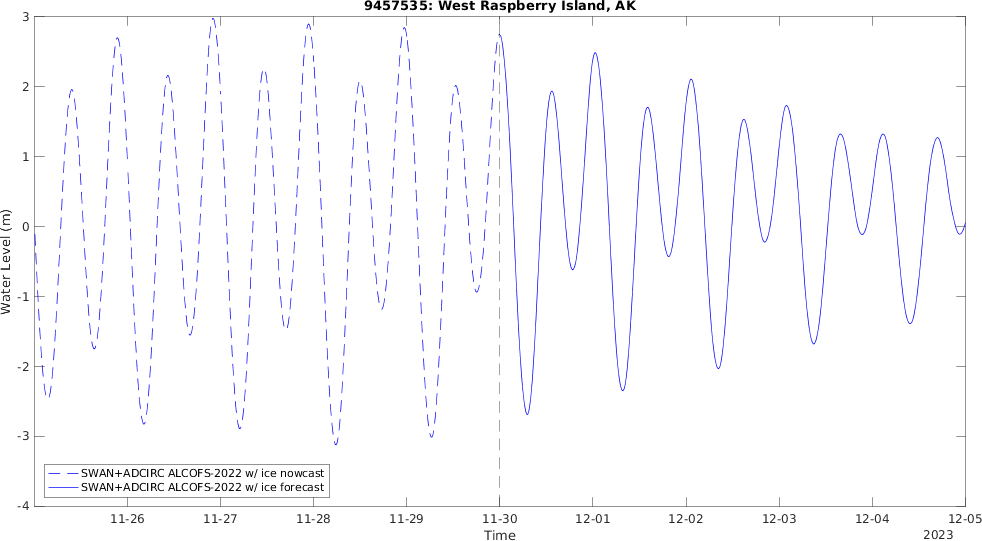 9457535: West Raspberry Island, AK
3
2
1
0
-1
-2
-3
-4
Water Level (m)
SWAN+ADCIRC ALCOFS-2022 w/ ice nowcast
SWAN+ADCIRC ALCOFS-2022 w/ ice forecast
11-26 11-27 11-28 11-29 11-30 12-01 12-02 12-03 12-04 12-05
Time
2023